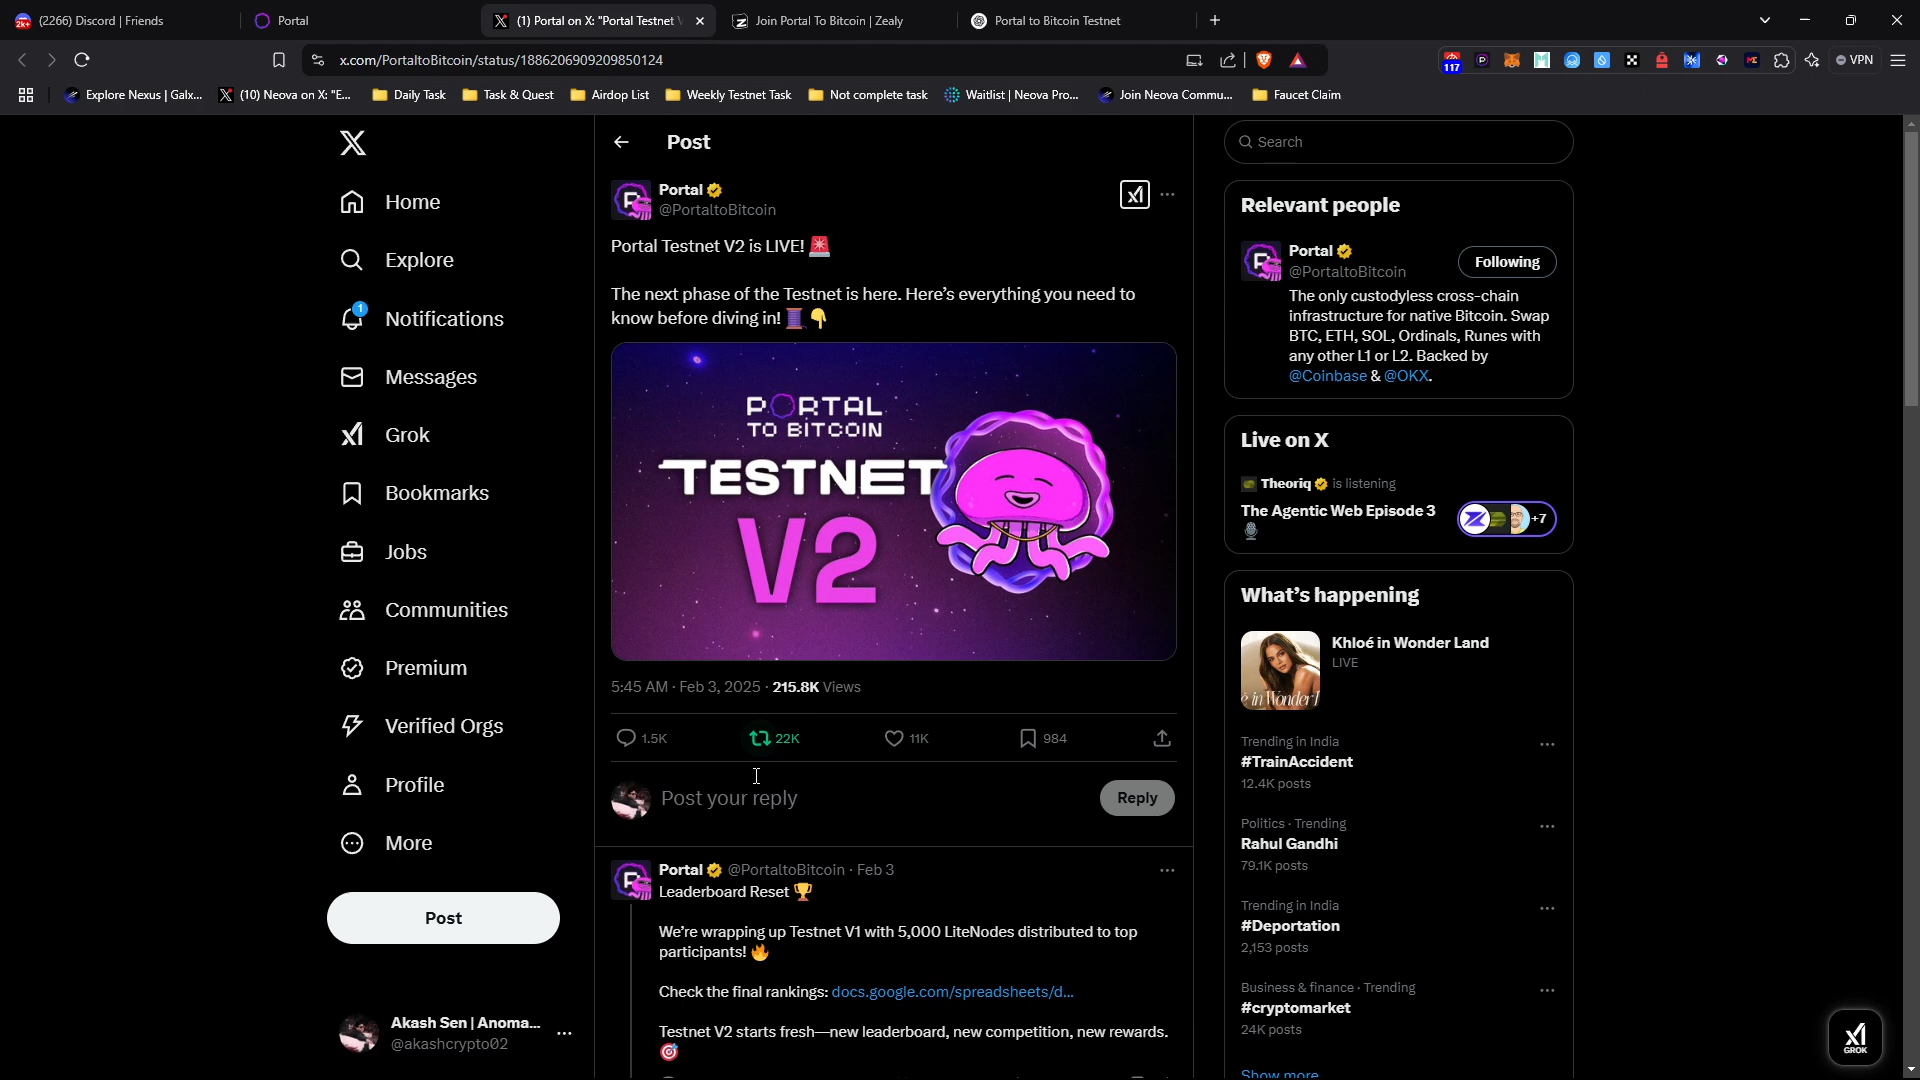 (2266) Discord | Friends
Portal
(1) Portal on X: "Portal Testnet V
Join Portal To Bitcoin | Zealy
Portal to Bitcoin Testnet
x.com/PortaltoBitcoin/status/1886206909209850124
117
VPN
Explore Nexus | Galx...
(10) Neova on X: "E...
Daily Task
Task & Quest
Airdop List
Weekly Testnet Task
Not complete task
Waitlist | Neova Pro...
Join Neova Commu...
Faucet Claim
Home
Explore
1
Notifications
Messages
Grok
Bookmarks
Jobs
Communities
Premium
Verified Orgs
Profile
More
Post
Akash Sen | Anoma...
@akashcrypto02
Post
Portal
@PortaltoBitcoin
Portal Testnet V2 is LIVE! 🚨
The next phase of the Testnet is here. Here’s everything you need to
know before diving in! 🧵 👇
PORTAL
TO BITCOIN
TESTNET
V2
5:45 AM · Feb 3, 2025 · 215.8K Views
1.5K
22K
11K
984
Post your reply
Reply
Portal @PortaltoBitcoin · Feb 3
Leaderboard Reset 🏆
We’re wrapping up Testnet V1 with 5,000 LiteNodes distributed to top
participants! 🔥
Check the final rankings: docs.google.com/spreadsheets/d…
Testnet V2 starts fresh—new leaderboard, new competition, new rewards.
🎯
Search
Relevant people
Portal
@PortaltoBitcoin
Following
The only custodyless cross-chain
infrastructure for native Bitcoin. Swap
BTC, ETH, SOL, Ordinals, Runes with
any other L1 or L2. Backed by
@Coinbase & @OKX.
Live on X
Theoriq is listening
The Agentic Web Episode 3
🎙️
+7
What’s happening
Khloé in Wonder Land
LIVE
Trending in India
#TrainAccident
12.4K posts
Politics · Trending
Rahul Gandhi
79.1K posts
Trending in India
#Deportation
2,153 posts
Business & finance · Trending
#cryptomarket
24K posts
Show more
GROK